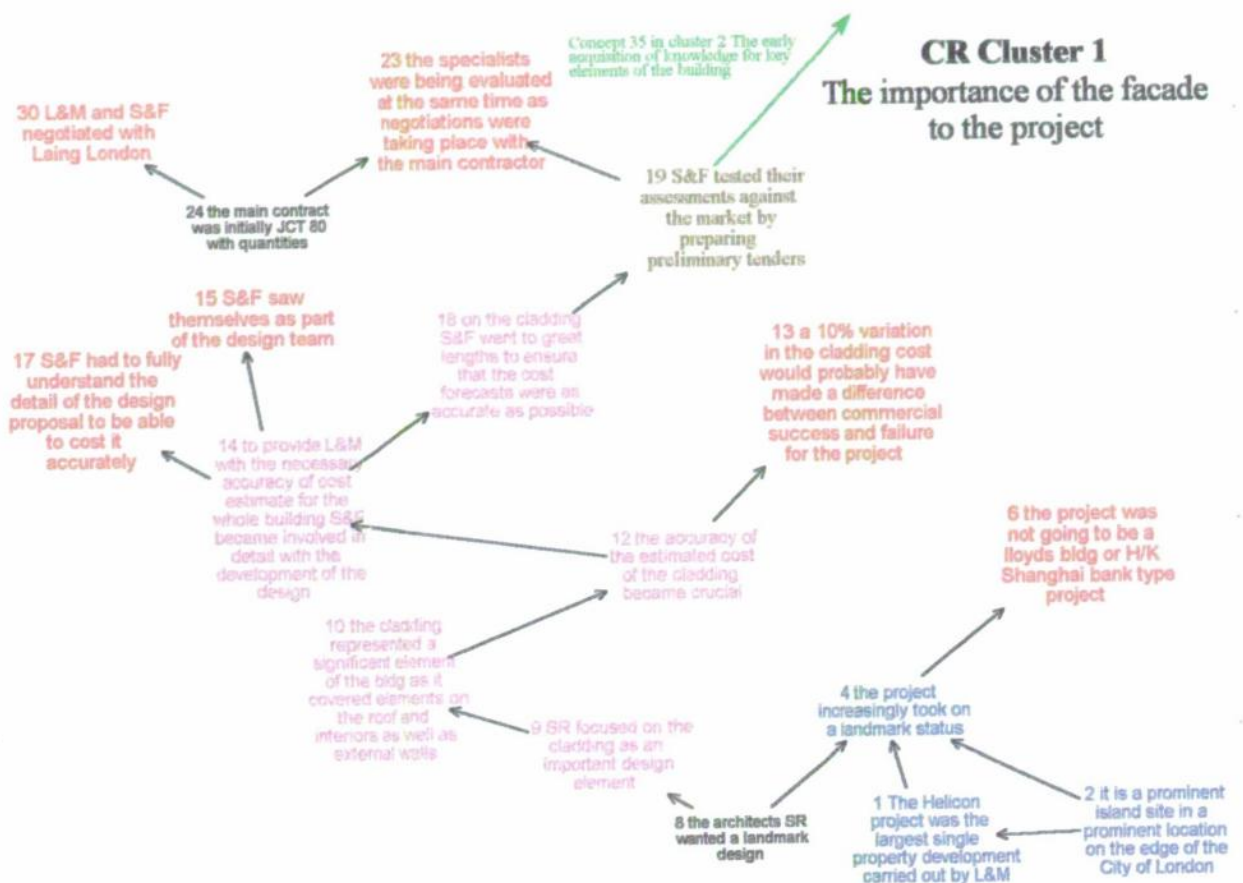 CR Cluster 1
The importance of the facade
to the project
Concept 35 in cluster 2 The early
acquisition of knowledge for key
elements of the building
23 the specialists
were being evaluated
at the same time as
negotiations were
taking place with
the main contractor
30 L&M and S&F
negotiated with
Laing London
24 the main contract
was initially JCT 80
with quantities
19 S&F tested their
assessments against
the market by
preparing
preliminary tenders
15 S&F saw
themselves as part
of the design team
17 S&F had to fully
understand the
detail of the design
proposal to be able
to cost it
accurately
18 on the cladding
S&F went to great
lengths to ensure
that the cost
forecasts were as
accurate as possible
13 a 10% variation
in the cladding cost
would probably have
made a difference
between commercial
success and failure
for the project
14 to provide L&M
with the necessary
accuracy of cost
estimate for the
whole building S&F
became involved in
detail with the
development of the
design
12 the accuracy of
the estimated cost
of the cladding
became crucial
6 the project was
not going to be a
lloyds bldg or H/K
Shanghai bank type
project
10 the cladding
represented a
significant element
of the bldg as it
covered elements on
the roof and
interiors as well as
external walls
9 SR focused on the
cladding as an
important design
element
4 the project
increasingly took on
a landmark status
8 the architects SR
wanted a landmark
design
1 The Helicon
project was the
largest single
property development
carried out by L&M
2 it is a prominent
island site in a
prominent location
on the edge of the
City of London